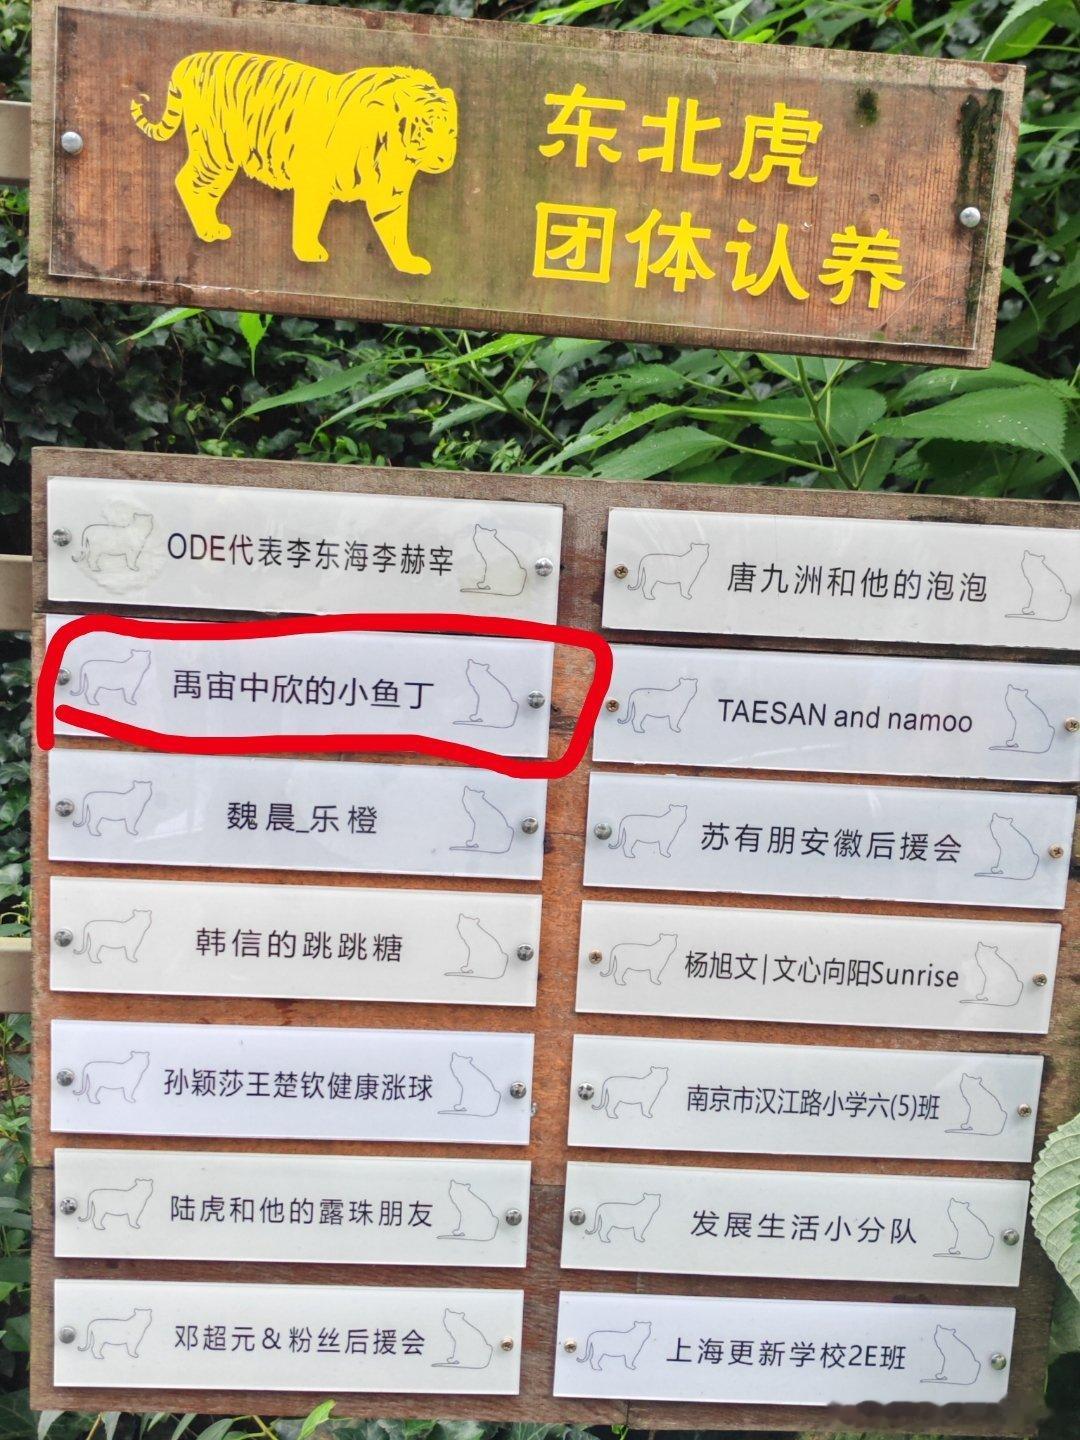 东北虎
团体认养
ODE代表李东海李赫宰
唐九洲和他的泡泡
禹宙中欣的小鱼丁
TAESAN and namoo
魏晨_乐橙
苏有朋安徽后援会
韩信的跳跳糖
杨旭文|文心向阳Sunrise
孙颖莎王楚钦健康涨球
南京市汉江路小学六(5)班
陆虎和他的露珠朋友
发展生活小分队
邓超元&粉丝后援会
上海更新学校2E班